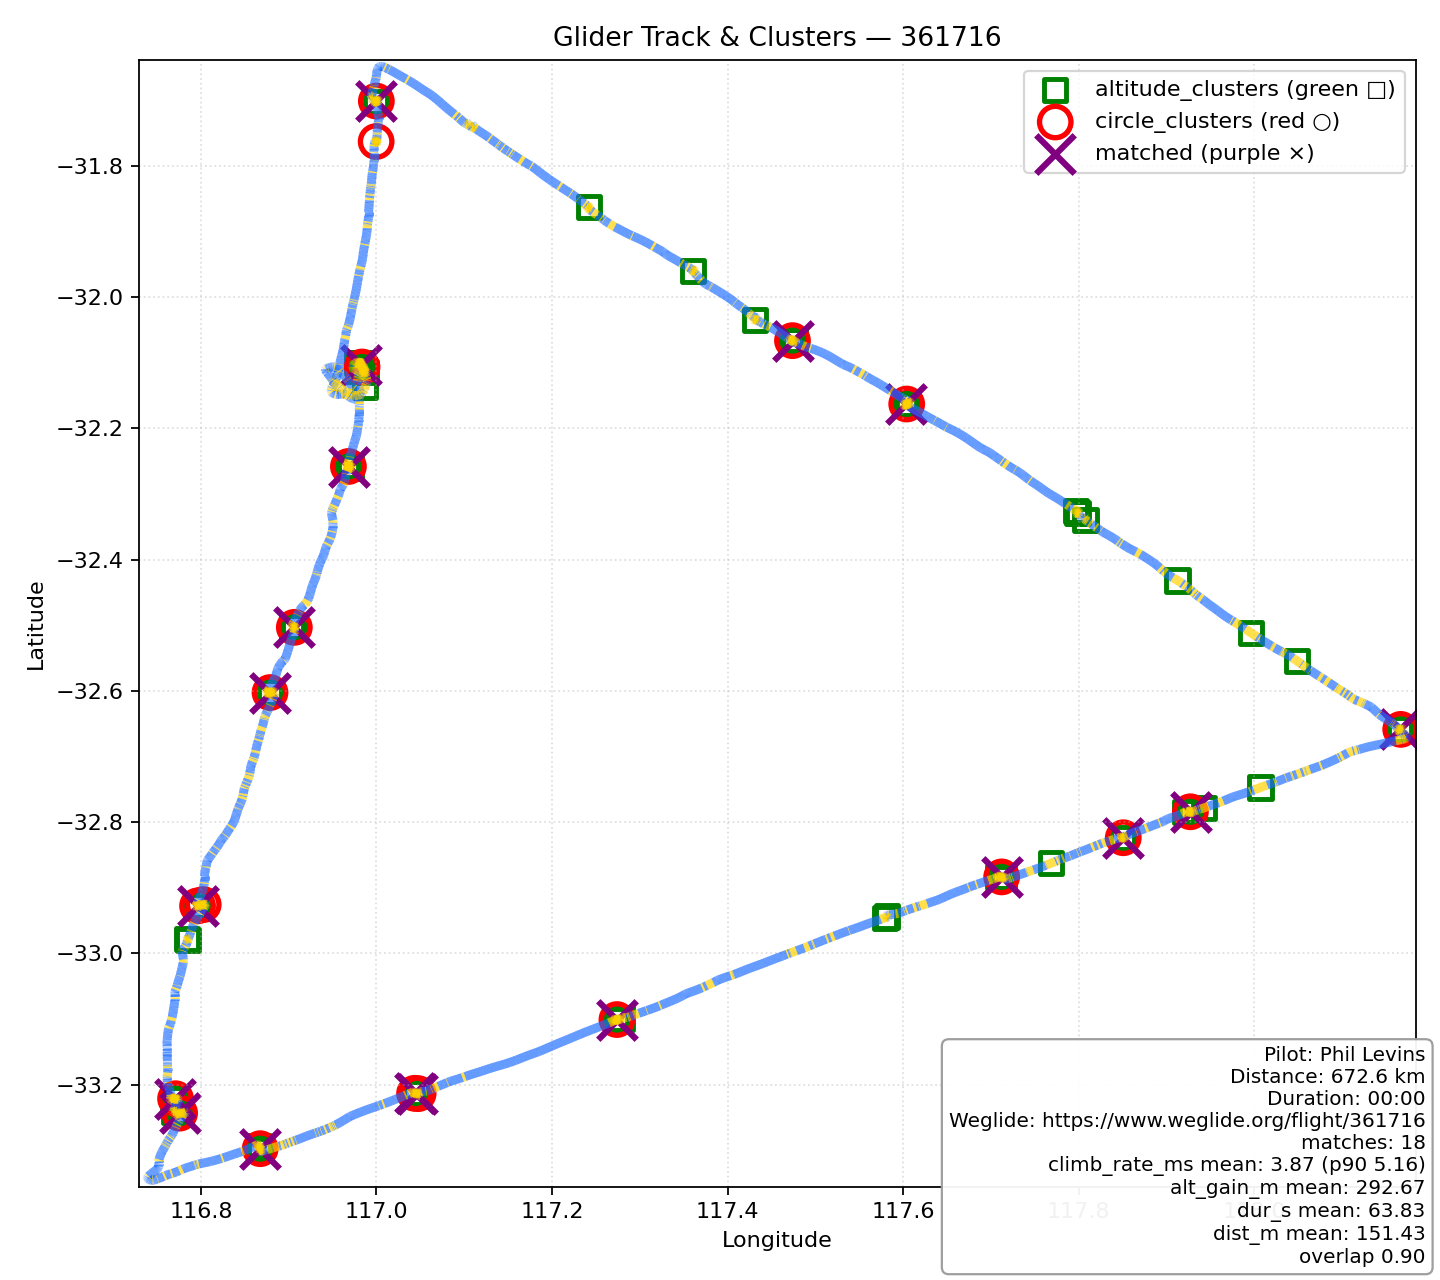 Glider Track & Clusters — 361716
altitude_clusters (green □)
circle_clusters (red ○)
matched (purple ×)
Latitude
−31.8
−32.0
−32.2
−32.4
−32.6
−32.8
−33.0
−33.2
116.8
117.0
117.2
117.4
117.6
117.8
Longitude
Pilot: Phil Levins
Distance: 672.6 km
Duration: 00:00
Weglide: https://www.weglide.org/flight/361716
matches: 18
climb_rate_ms mean: 3.87 (p90 5.16)
alt_gain_m mean: 292.67
dur_s mean: 63.83
dist_m mean: 151.43
overlap 0.90